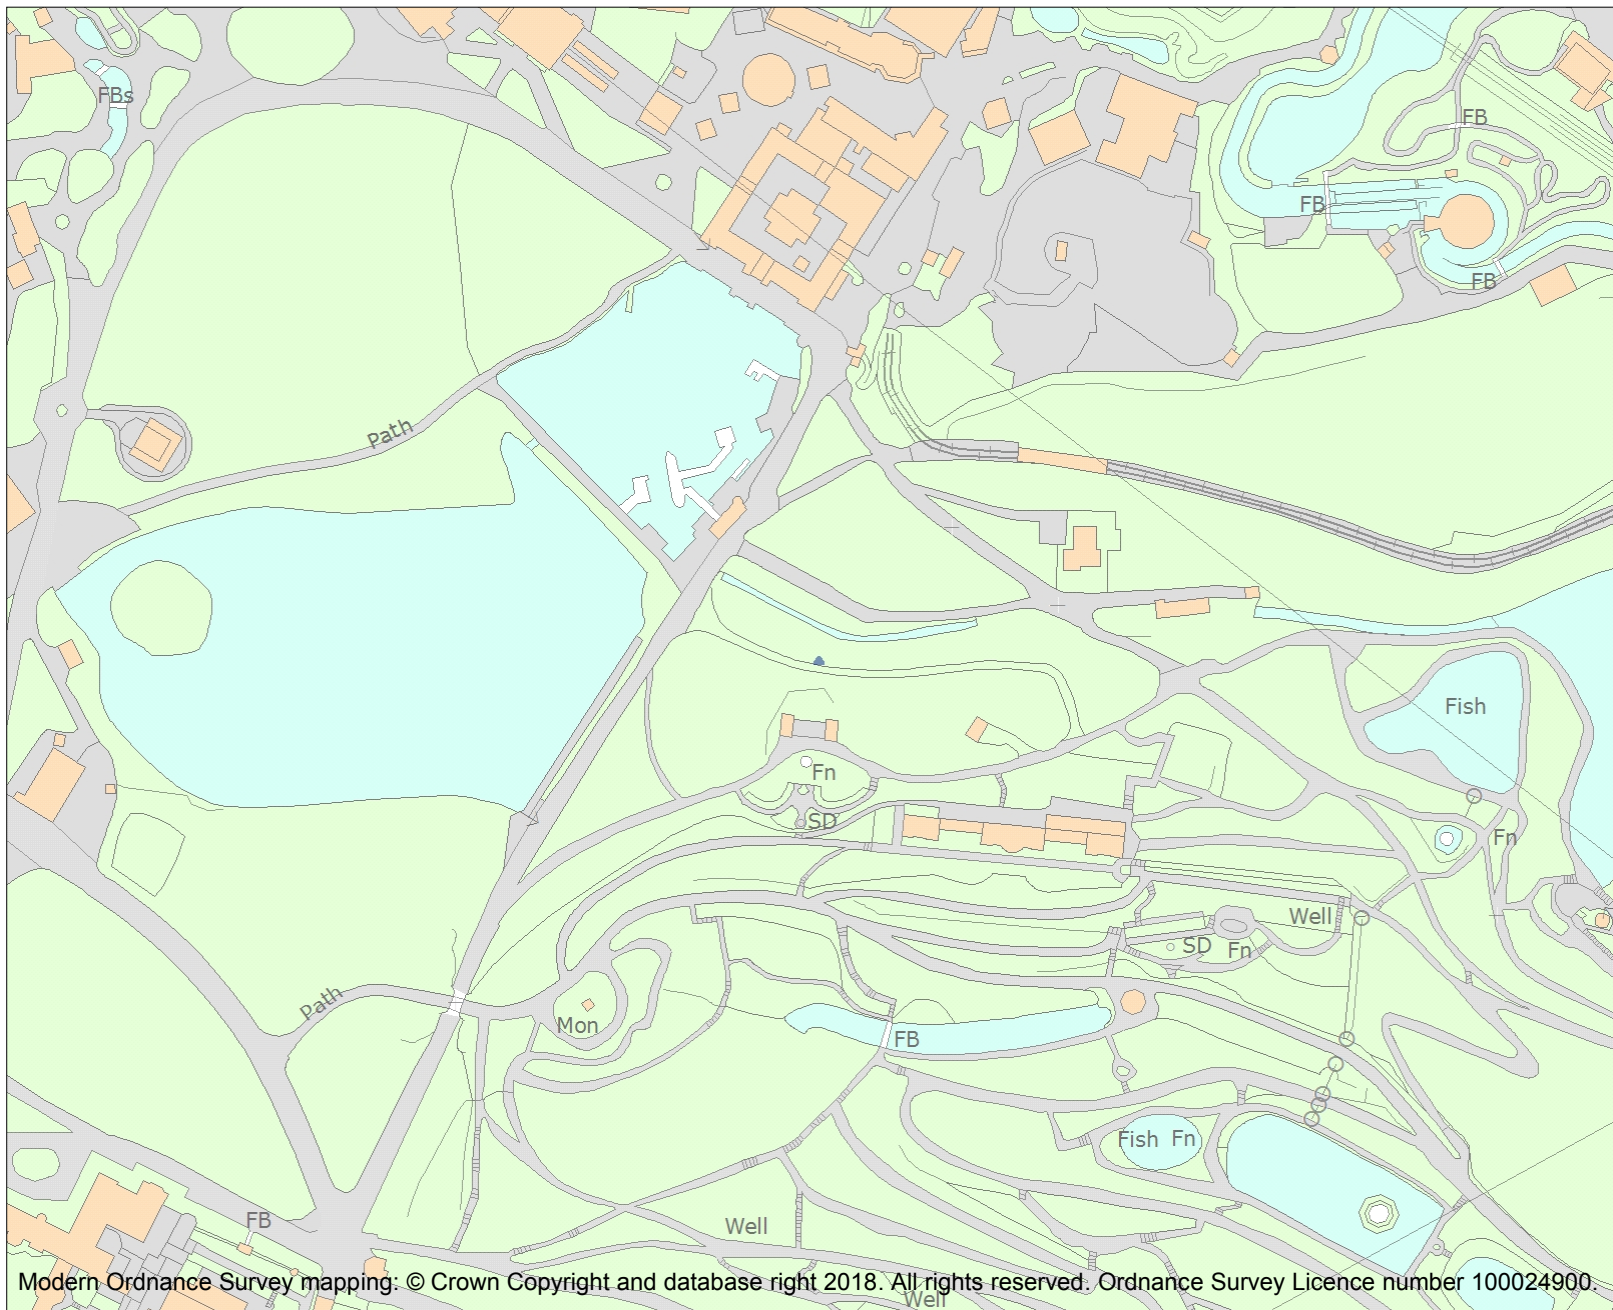 FBs
FB
FB
FB
Path
Fish
Fn
SD
Fn
Well
SD Fn
Path
Mon
FB
Fish Fn
FB
Well
Modern Ordnance Survey mapping: © Crown Copyright and database right 2018. All rights reserved. Ordnance Survey Licence number 100024900.
Well